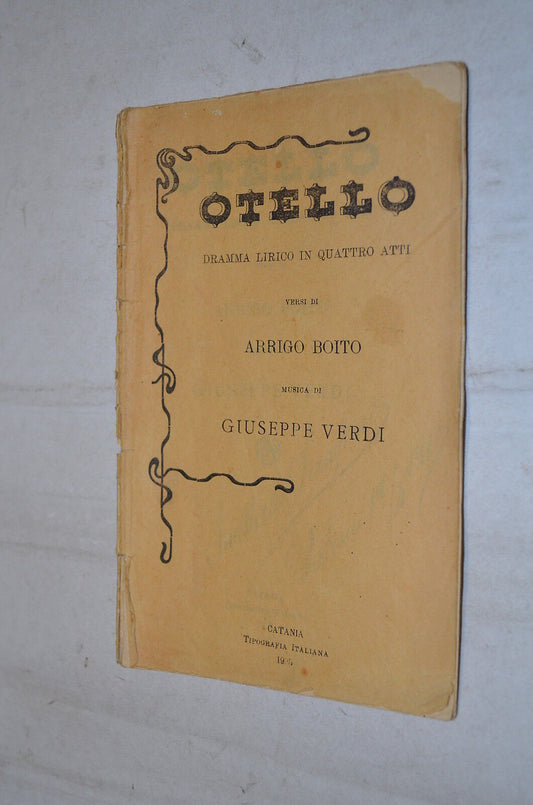 OTELLO
DRAMMA LIRICO IN QUATTRO ATTI
VERSI DI
ARRIGO BOITO
MUSICA DI
GIUSEPPE VERDI
CATANIA
TIPOGRAFIA ITALIANA